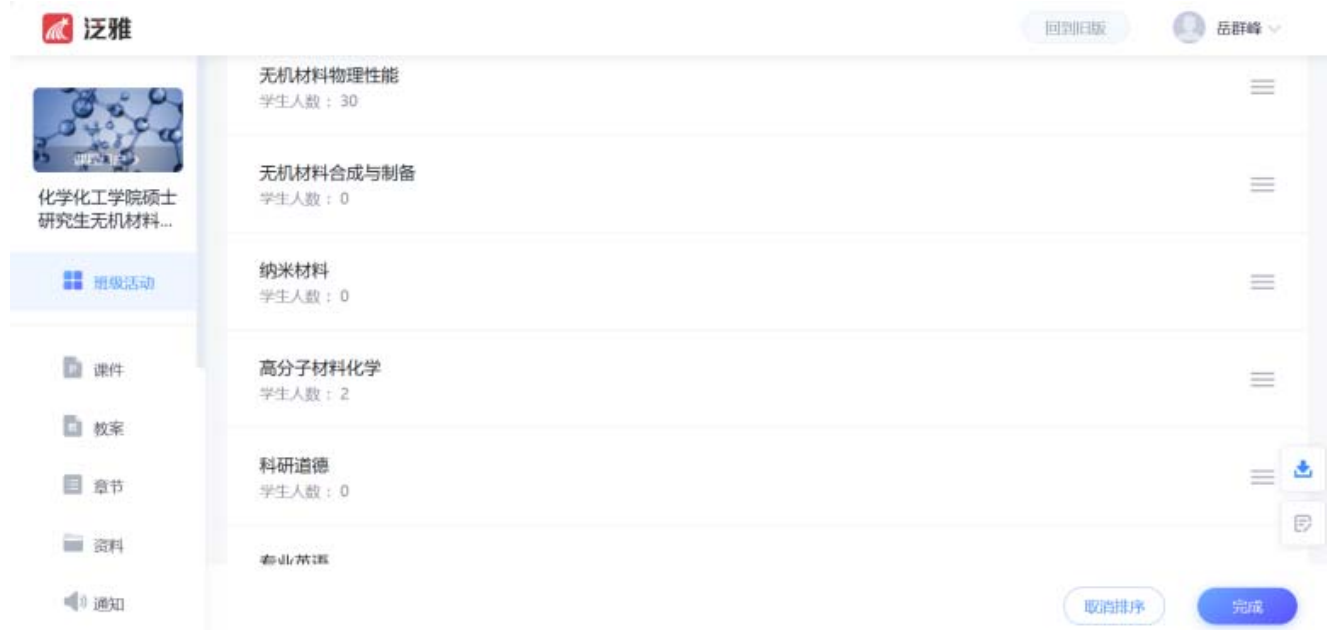 泛雅
回到旧版
岳群峰
化学化工学院硕士
研究生无机材料...
班级活动
课件
教案
章节
资料
通知
无机材料物理性能
学生人数：30
无机材料合成与制备
学生人数：0
纳米材料
学生人数：0
高分子材料化学
学生人数：2
科研道德
学生人数：0
专业英语
取消排序
完成